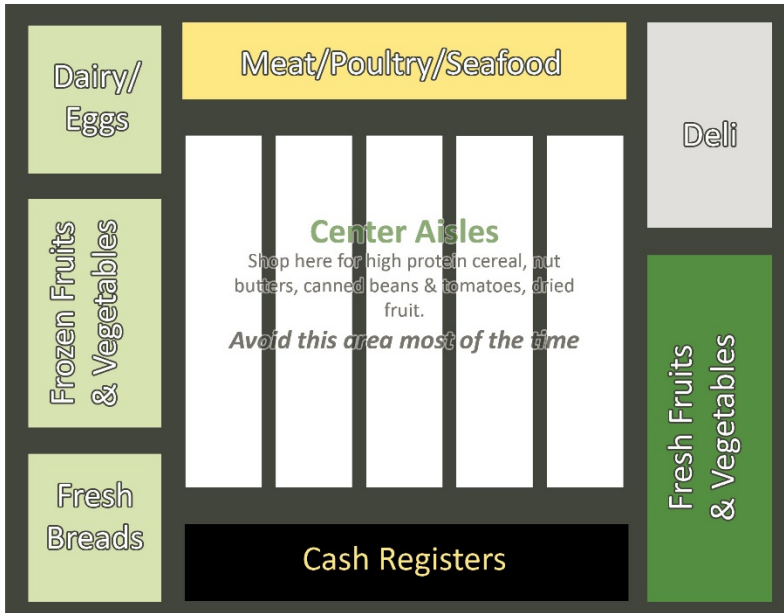 Dairy/
Eggs
Meat/Poultry/Seafood
Deli
Center Aisles
Shop here for high protein cereal, nut
butters, canned beans & tomatoes, dried
fruit.
Avoid this area most of the time
Frozen Fruits
& Vegetables
Fresh Fruits
& Vegetables
Fresh
Breads
Cash Registers